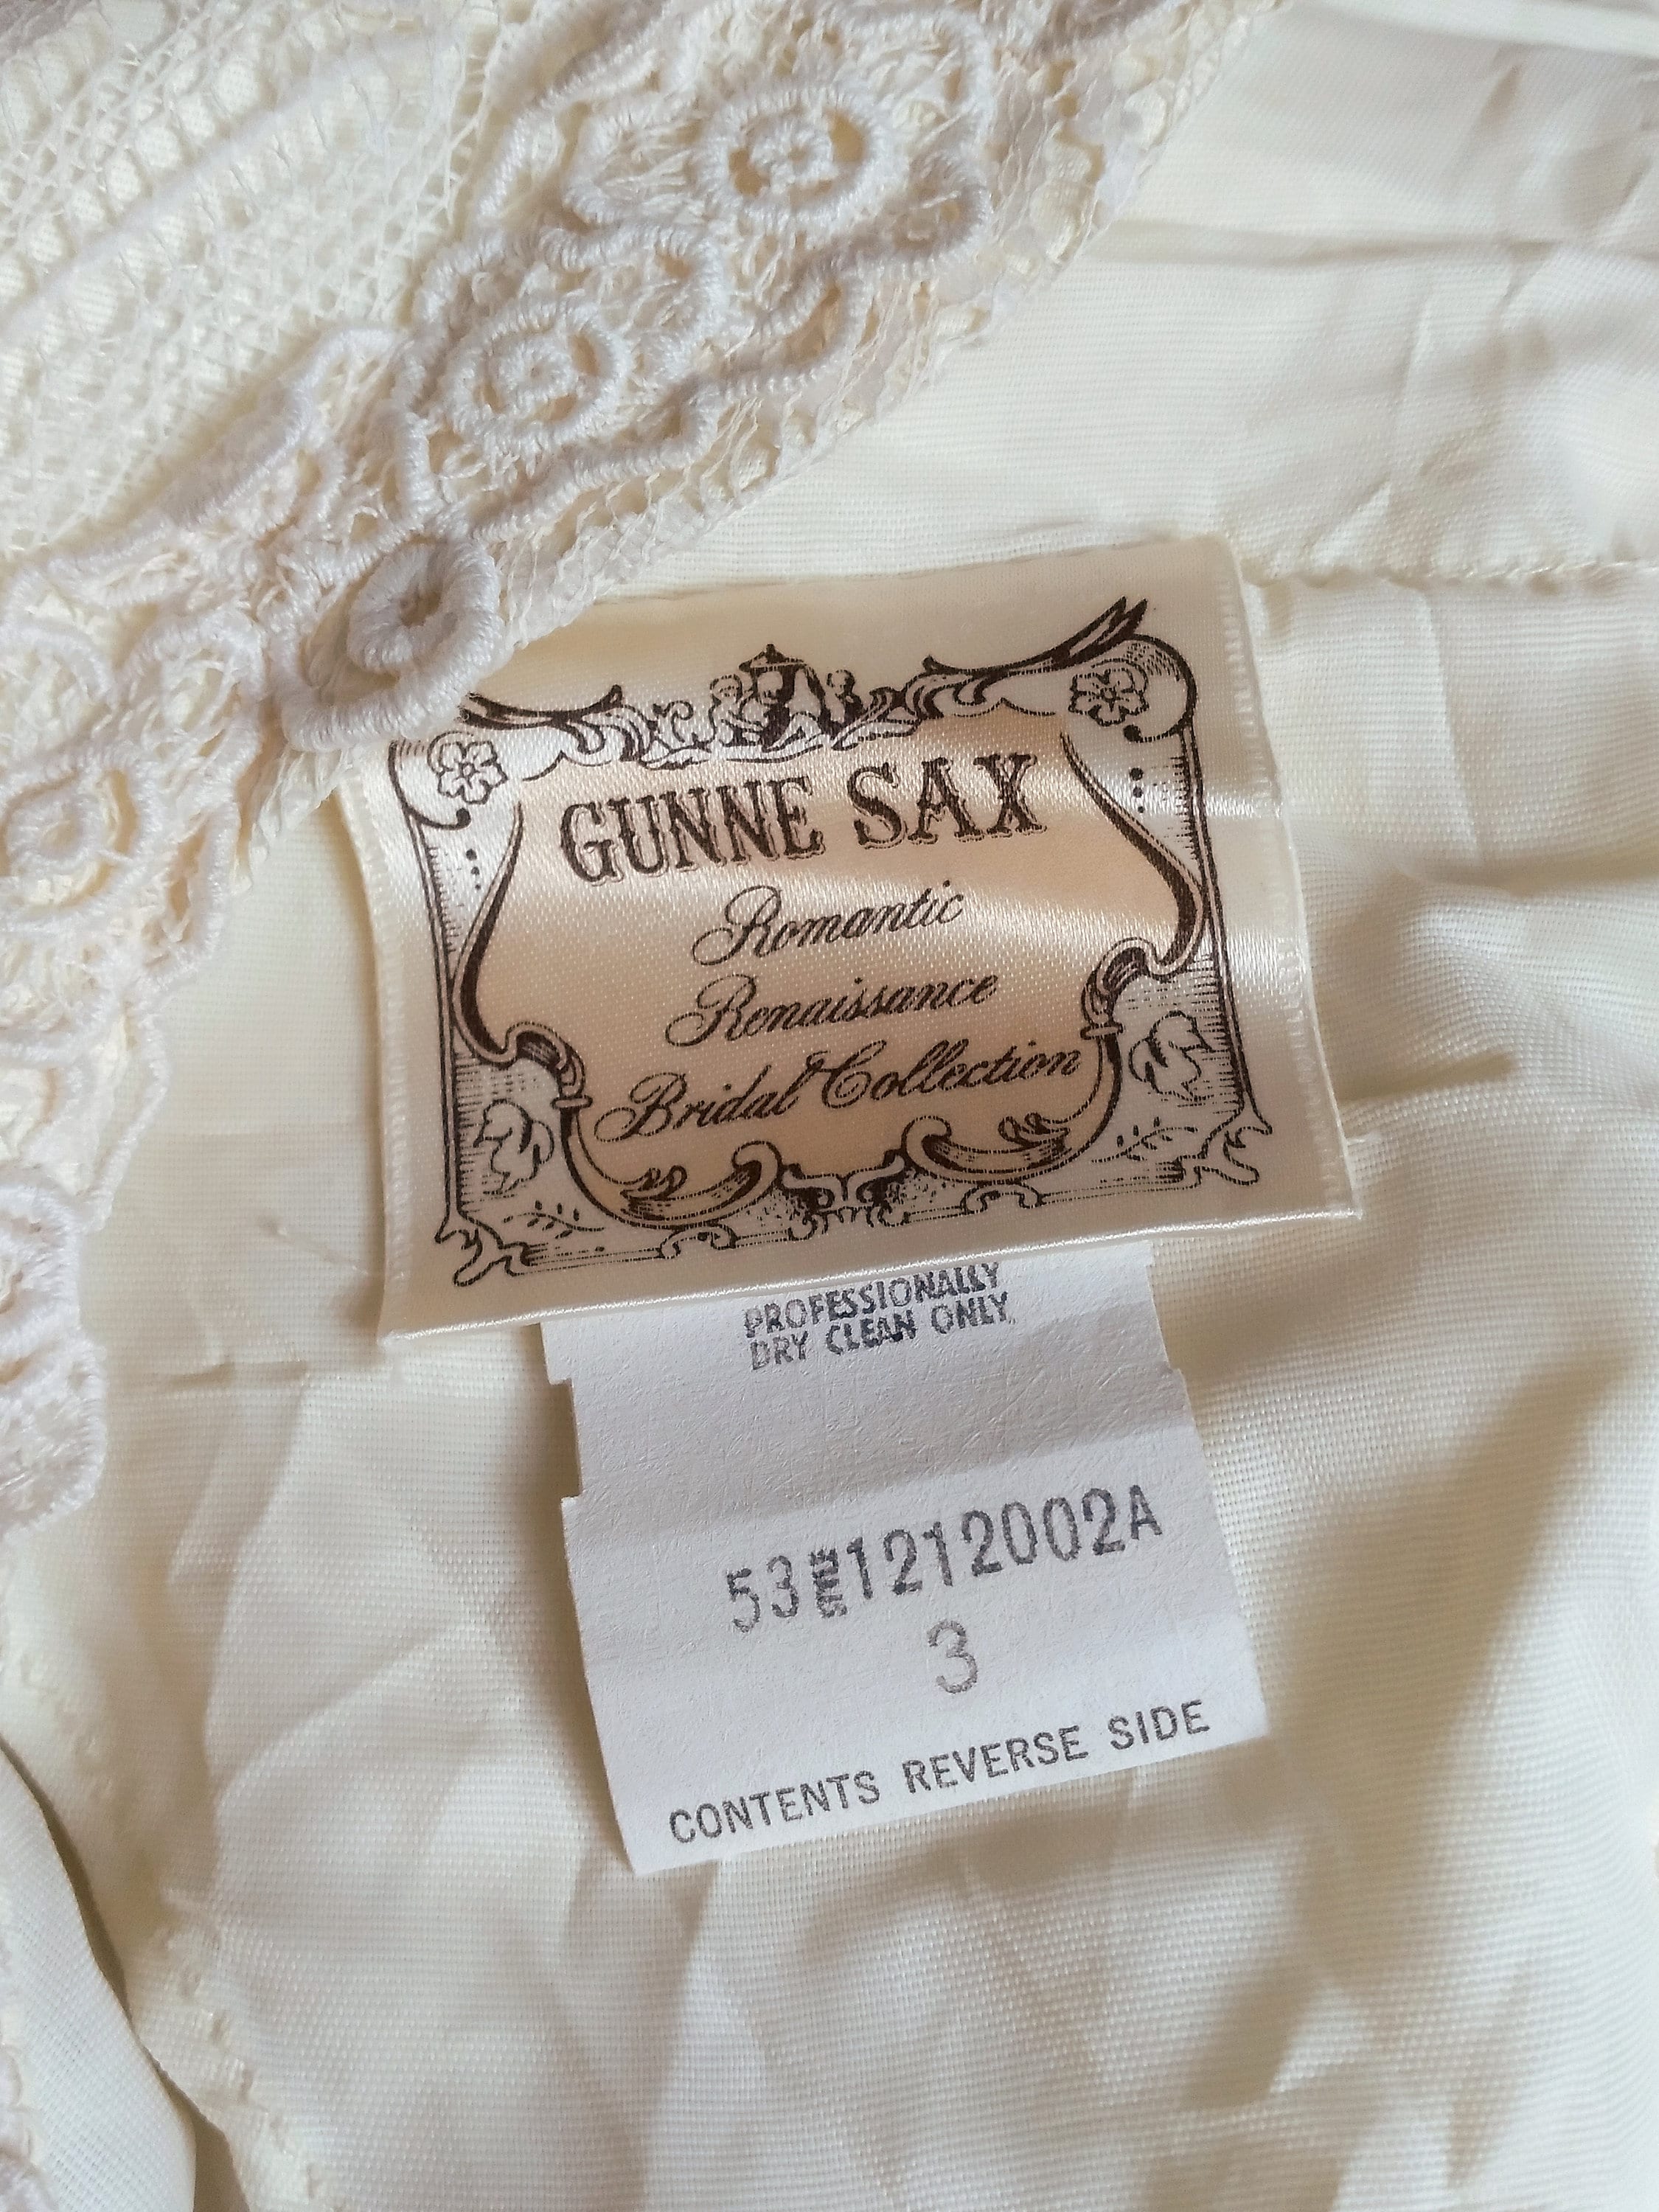 GUNNE SAX
Romantic
Renaissance
Bridal Collection
PROFESSIONALLY
DRY CLEAN ONLY
53 1212002A
3
CONTENTS REVERSE SIDE